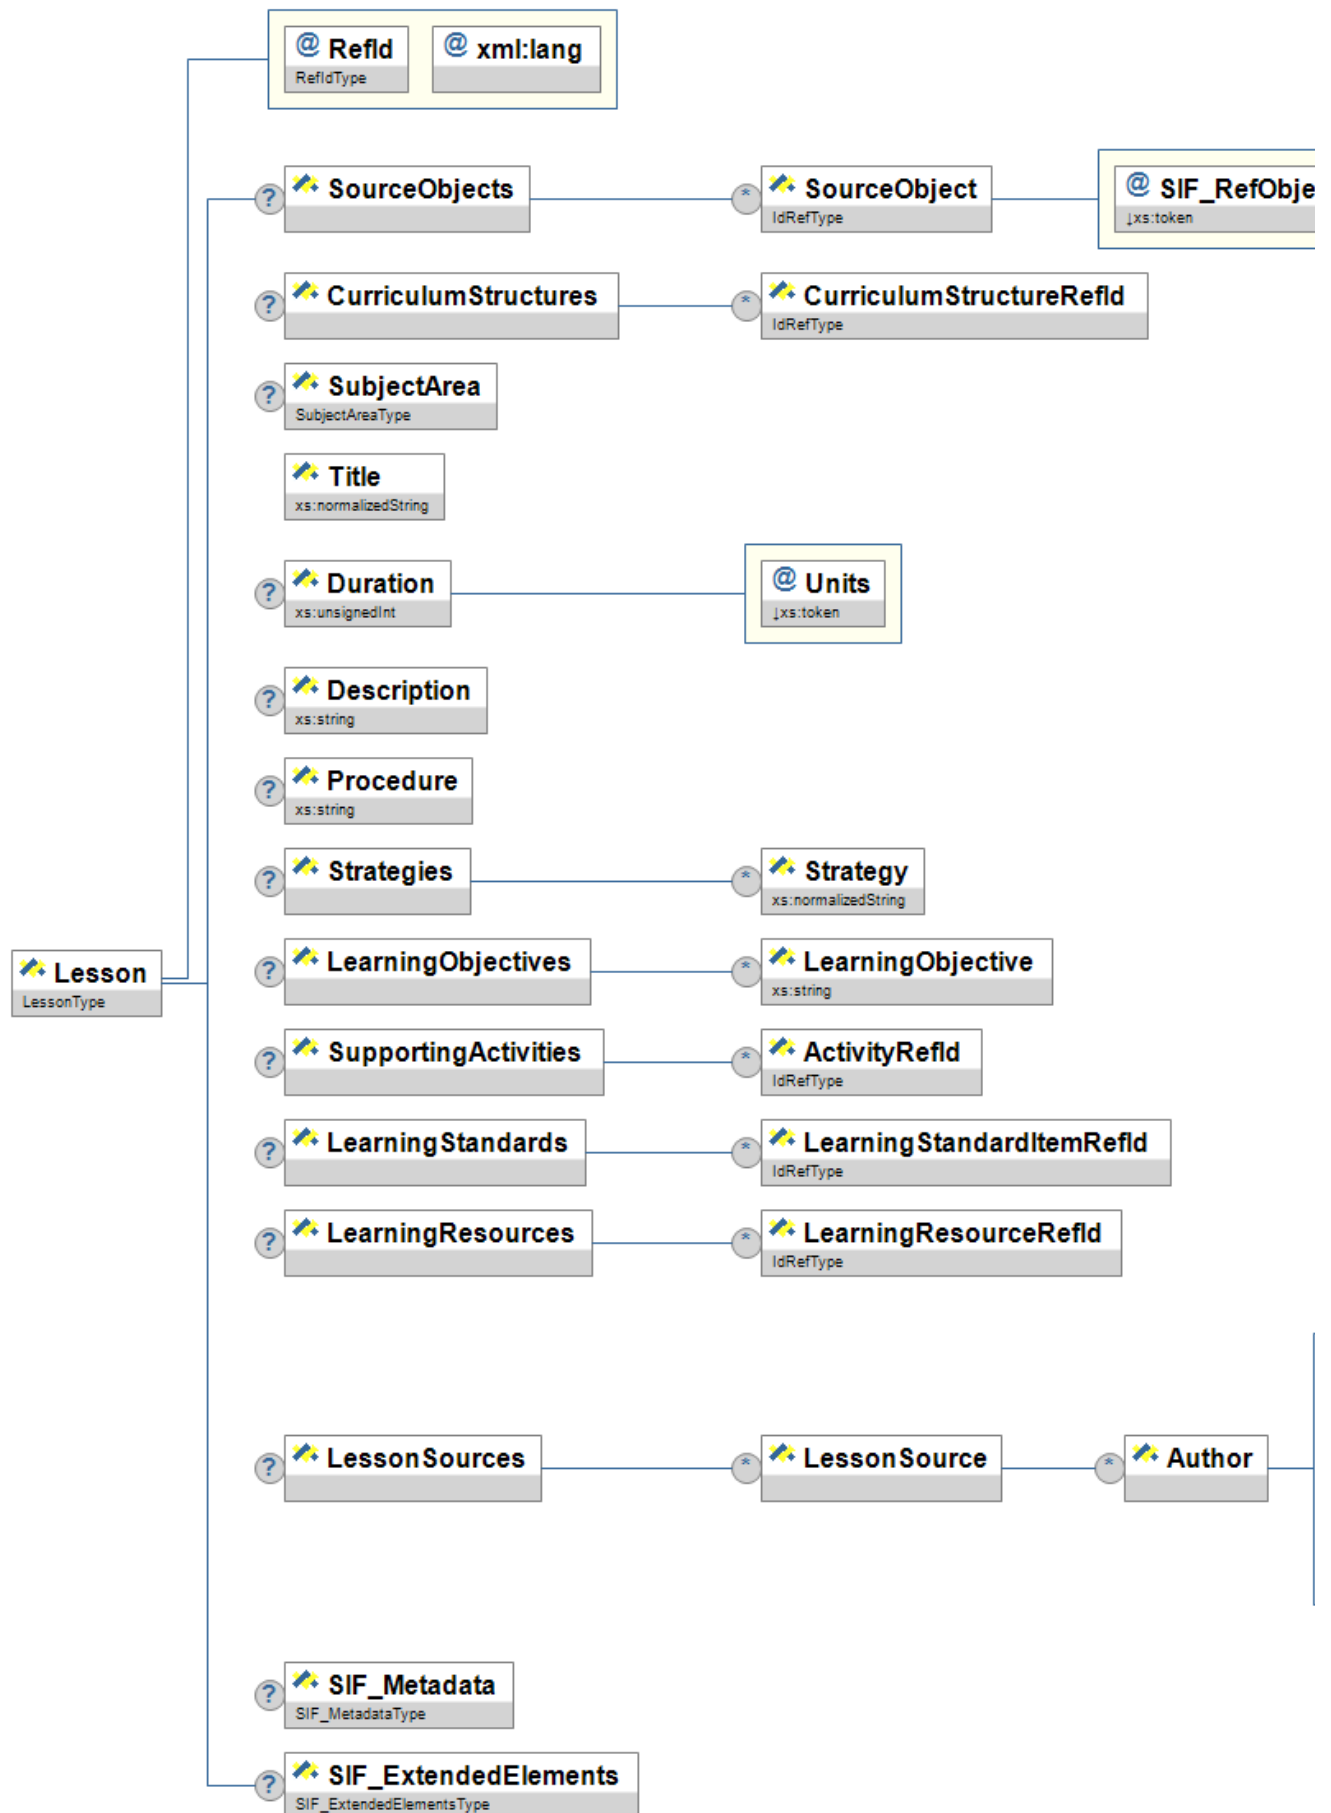 @ RefId @ xml:lang
RefIdType
? SourceObjects * SourceObject @ SIF_RefObje
IdRefType ↓xs:token
? CurriculumStructures * CurriculumStructureRefId
IdRefType
? SubjectArea
SubjectAreaType
Title
xs:normalizedString
? Duration @ Units
xs:unsignedInt ↓xs:token
? Description
xs:string
? Procedure
xs:string
? Strategies * Strategy
xs:normalizedString
? LearningObjectives * LearningObjective
xs:string
Lesson
LessonType
? SupportingActivities * ActivityRefId
IdRefType
? LearningStandards * LearningStandardItemRefId
IdRefType
? LearningResources * LearningResourceRefId
IdRefType
? LessonSources * LessonSource * Author
? SIF_Metadata
SIF_MetadataType
? SIF_ExtendedElements
SIF_ExtendedElementsType